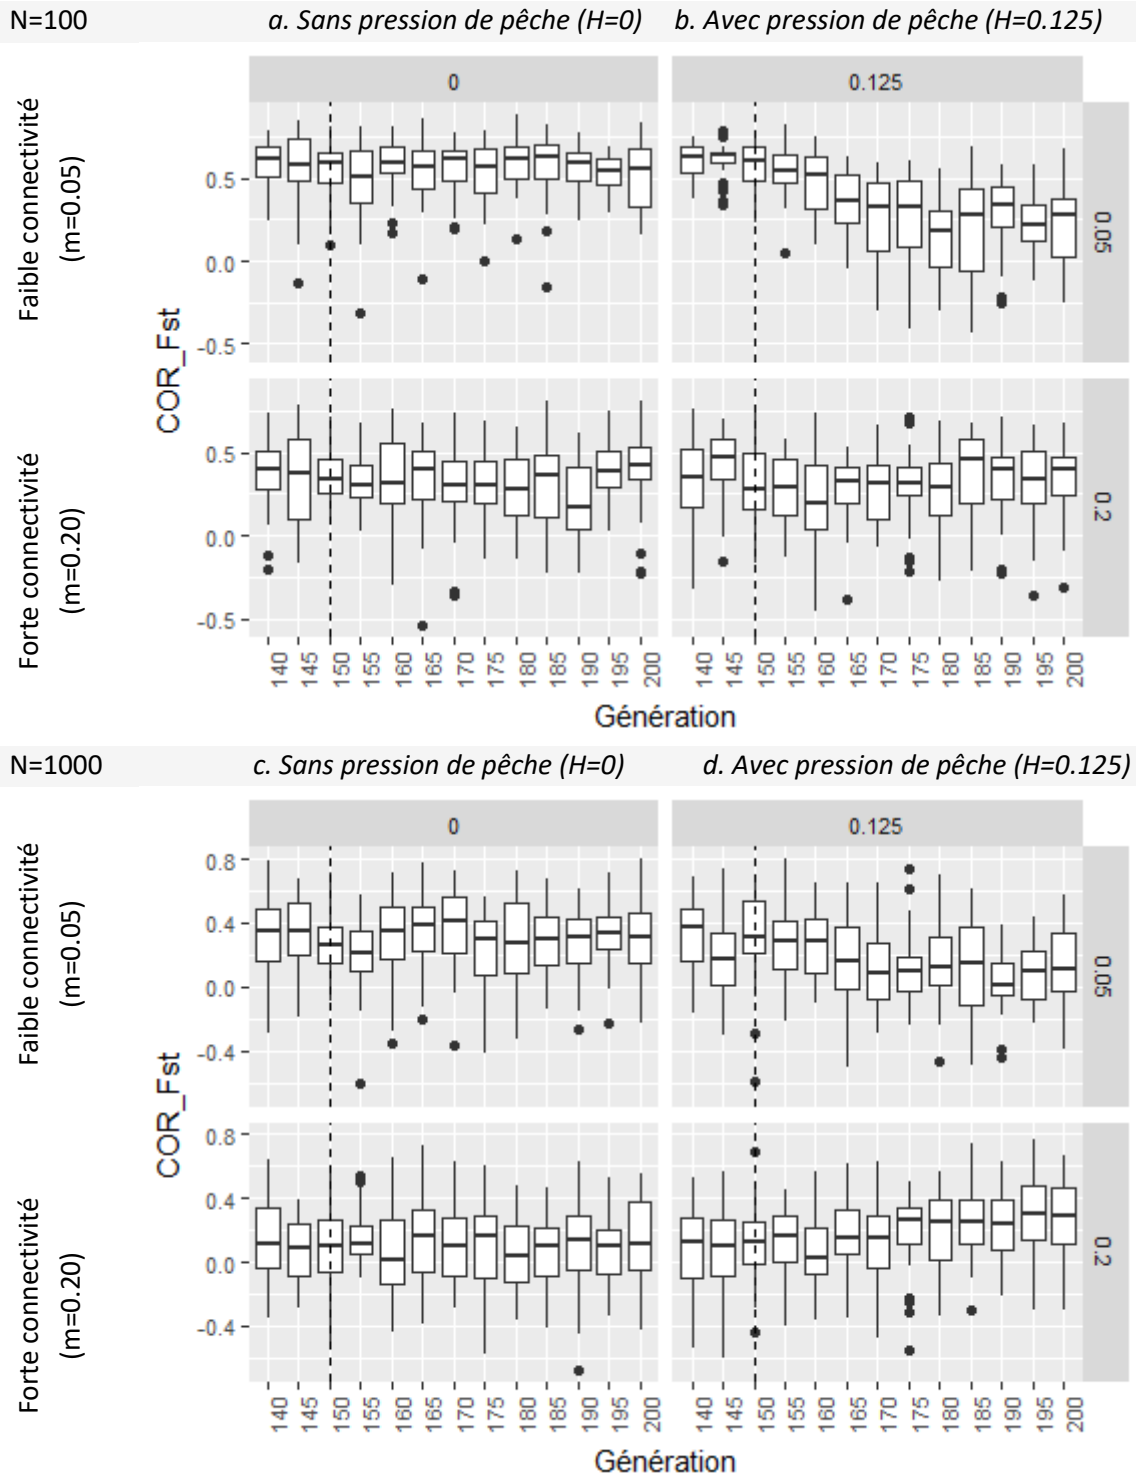 N=100 a. Sans pression de pêche (H=0) b. Avec pression de pêche (H=0.125)
0 0.125
Faible connectivité
(m=0.05)
0.5
0.0
-0.5
0.05
COR_Fst
Forte connectivité
(m=0.20)
0.5
0.0
-0.5
0.2
140 145 150 155 160 165 170 175 180 185 190 195 200 140 145 150 155 160 165 170 175 180 185 190 195 200
Génération
N=1000 c. Sans pression de pêche (H=0) d. Avec pression de pêche (H=0.125)
0 0.125
Faible connectivité
(m=0.05)
0.8
0.4
0.0
-0.4
0.05
COR_Fst
Forte connectivité
(m=0.20)
0.8
0.4
0.0
-0.4
0.2
140 145 150 155 160 165 170 175 180 185 190 195 200 140 145 150 155 160 165 170 175 180 185 190 195 200
Génération